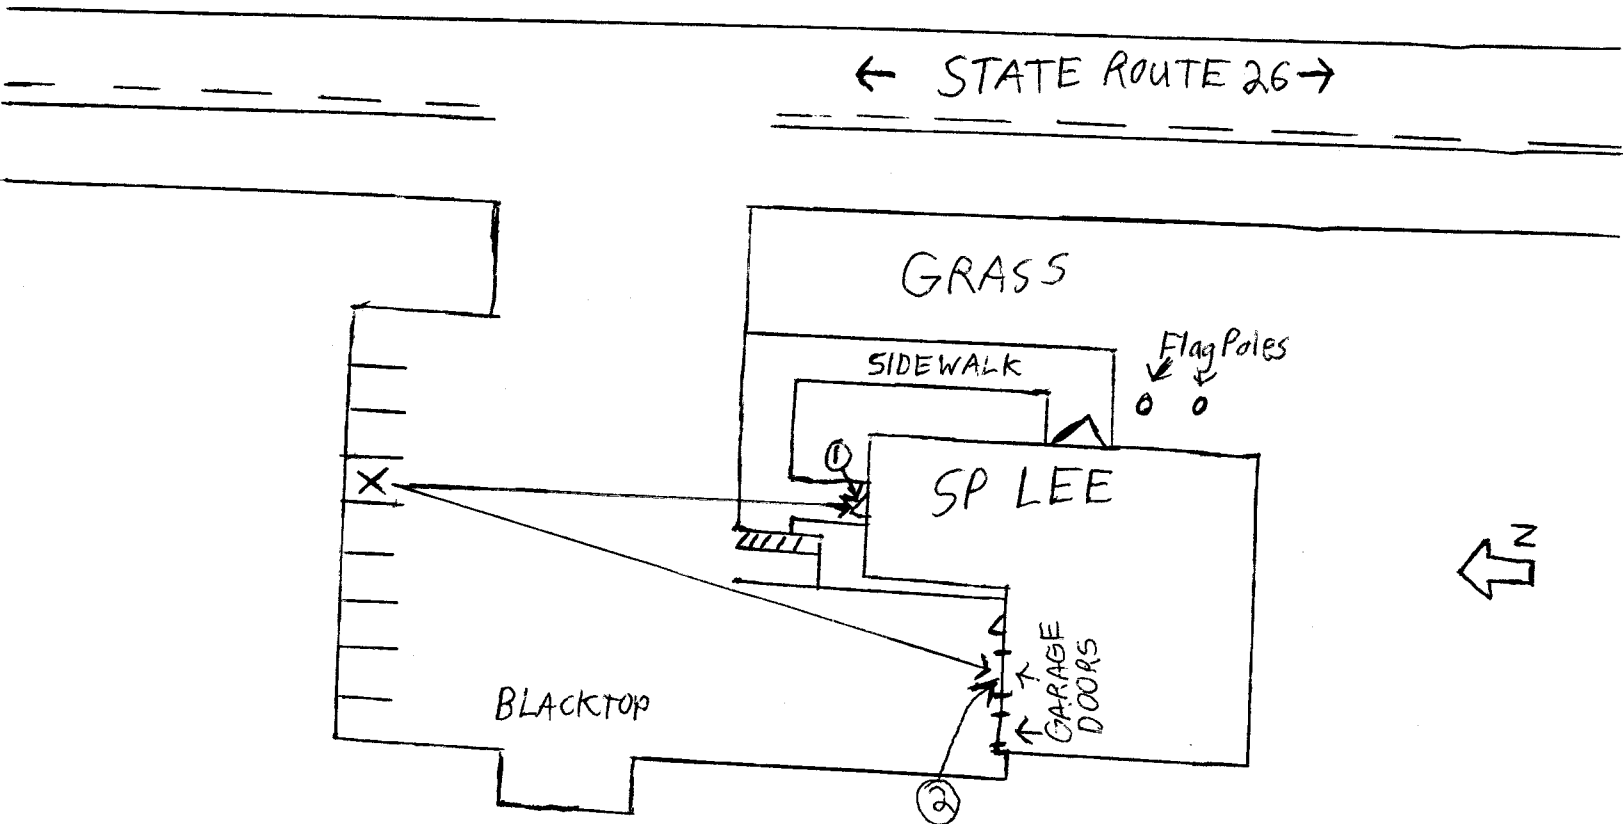 ← STATE ROUTE 26 →
GRASS
Flag Poles
SIDEWALK
1
SP LEE
X
N
GARAGE
DOORS
BLACKTOP
2